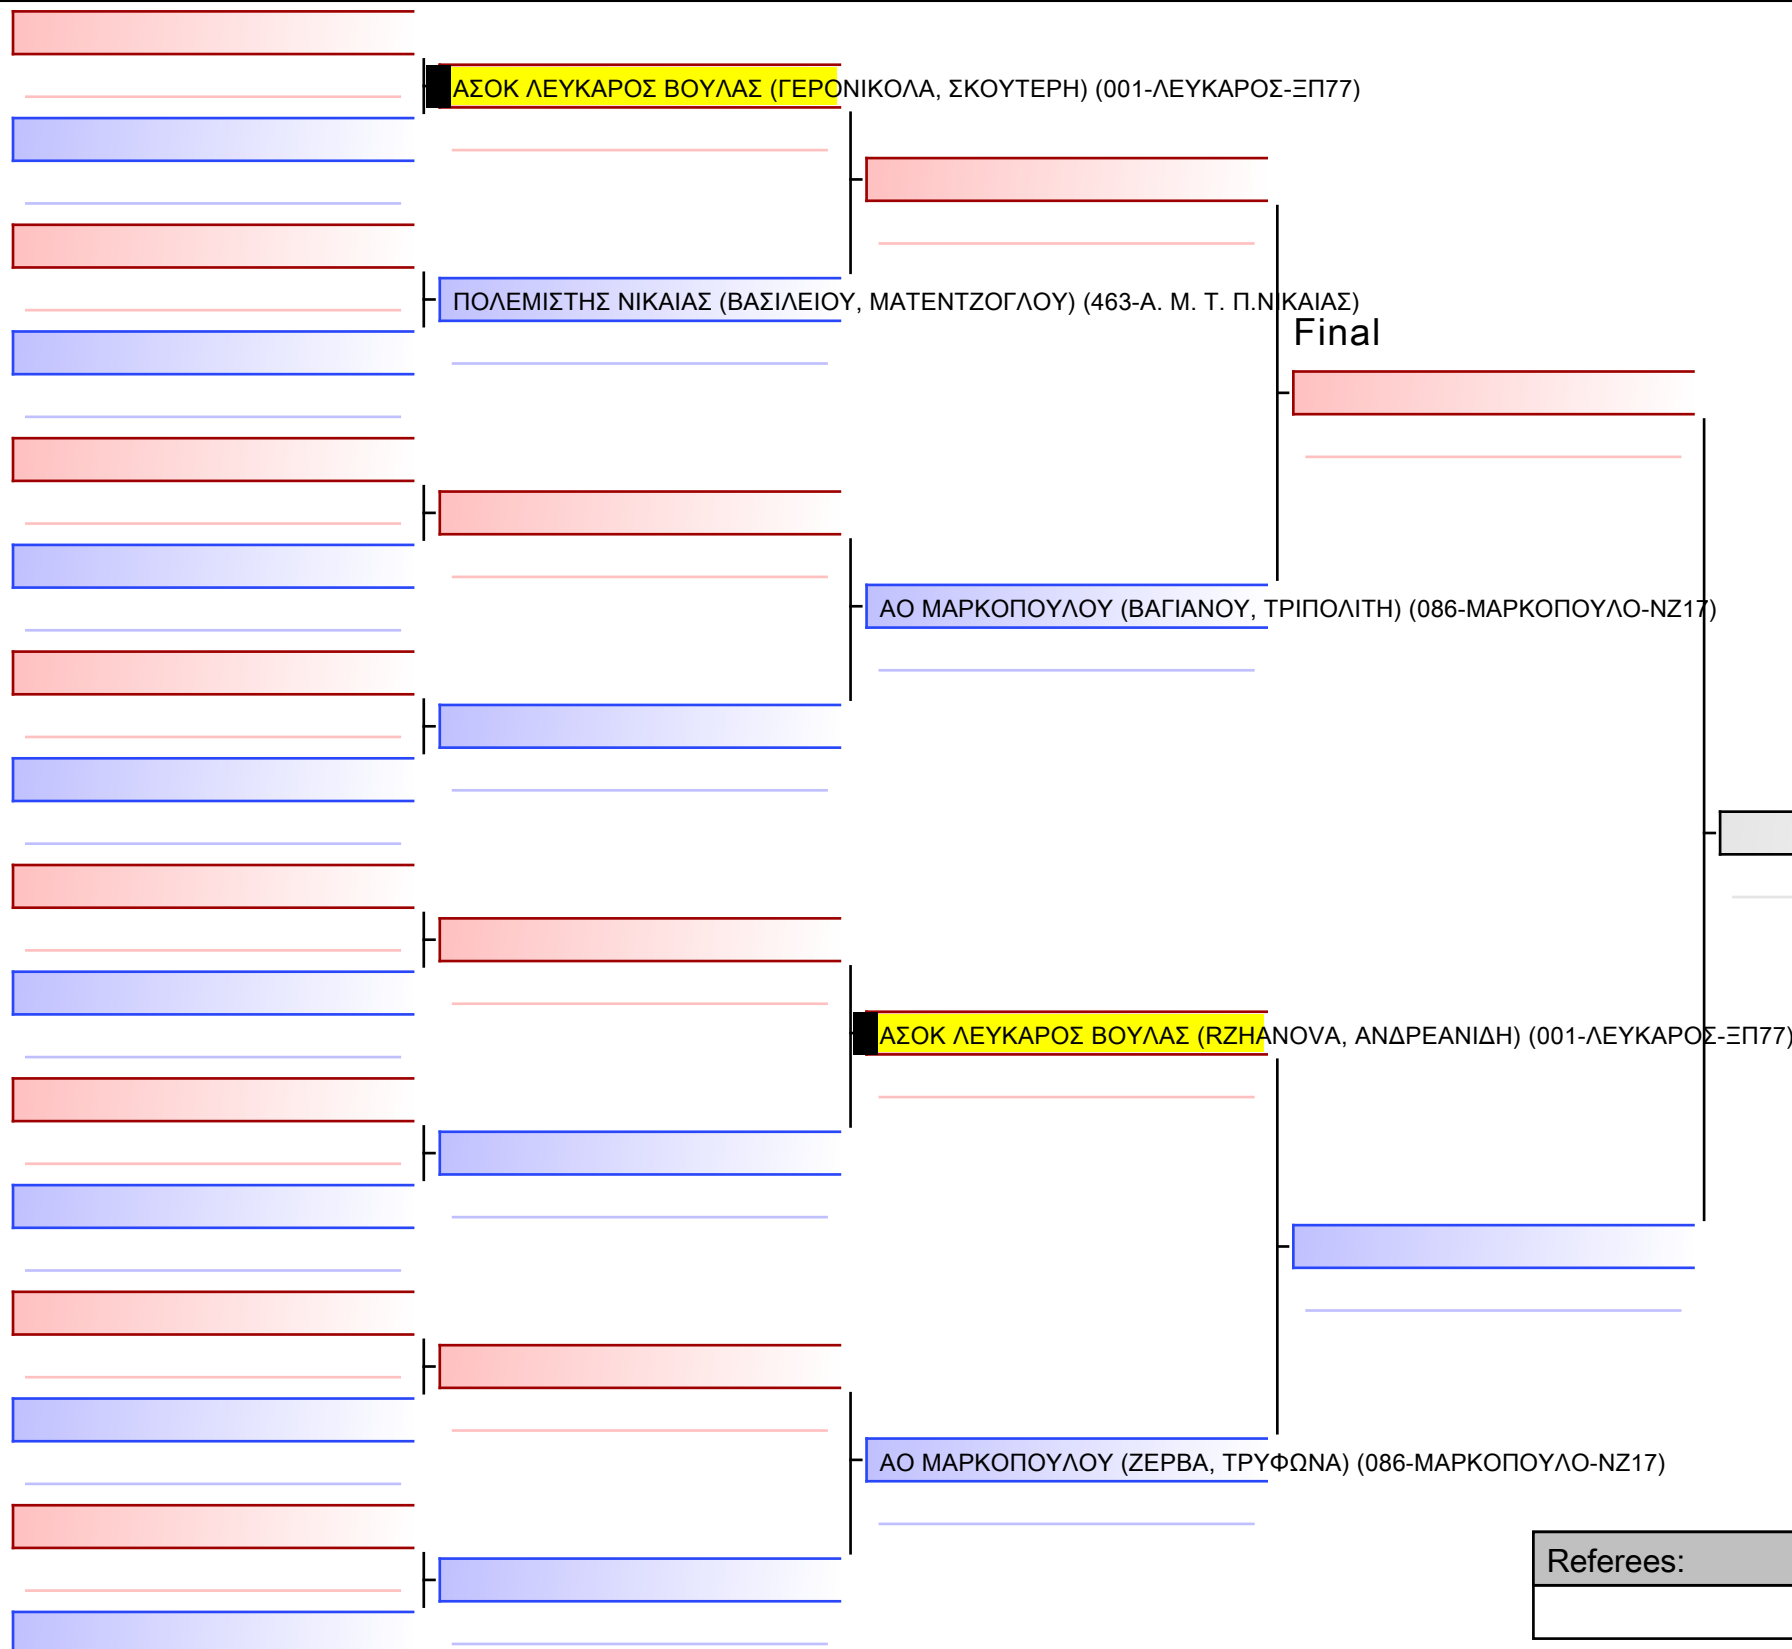 ΑΣΟΚ ΛΕΥΚΑΡΟΣ ΒΟΥΛΑΣ (ΓΕΡΟΝΙΚΟΛΑ, ΣΚΟΥΤΕΡΗ) (001-ΛΕΥΚΑΡΟΣ-ΞΠ77)
ΠΟΛΕΜΙΣΤΗΣ ΝΙΚΑΙΑΣ (ΒΑΣΙΛΕΙΟΥ, ΜΑΤΕΝΤΖΟΓΛΟΥ) (463-Α. Μ. Τ. Π.ΝΙΚΑΙΑΣ)
Final
ΑΟ ΜΑΡΚΟΠΟΥΛΟΥ (ΒΑΓΙΑΝΟΥ, ΤΡΙΠΟΛΙΤΗ) (086-ΜΑΡΚΟΠΟΥΛΟ-ΝΖ17)
ΑΣΟΚ ΛΕΥΚΑΡΟΣ ΒΟΥΛΑΣ (RZHANOVA, ΑΝΔΡΕΑΝΙΔΗ) (001-ΛΕΥΚΑΡΟΣ-ΞΠ77)
ΑΟ ΜΑΡΚΟΠΟΥΛΟΥ (ΖΕΡΒΑ, ΤΡΥΦΩΝΑ) (086-ΜΑΡΚΟΠΟΥΛΟ-ΝΖ17)
Referees: